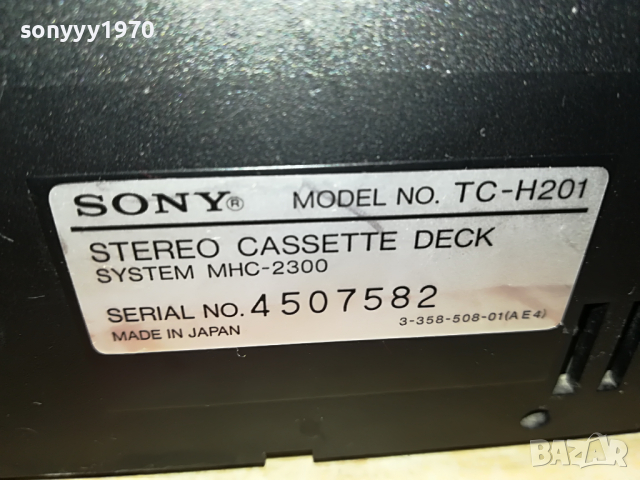 sonyyy1970
SONY® MODEL NO. TC-H201
STEREO CASSETTE DECK
SYSTEM MHC-2300
SERIAL NO. 4507582
MADE IN JAPAN 3-358-508-01(AE4)
BAZAR